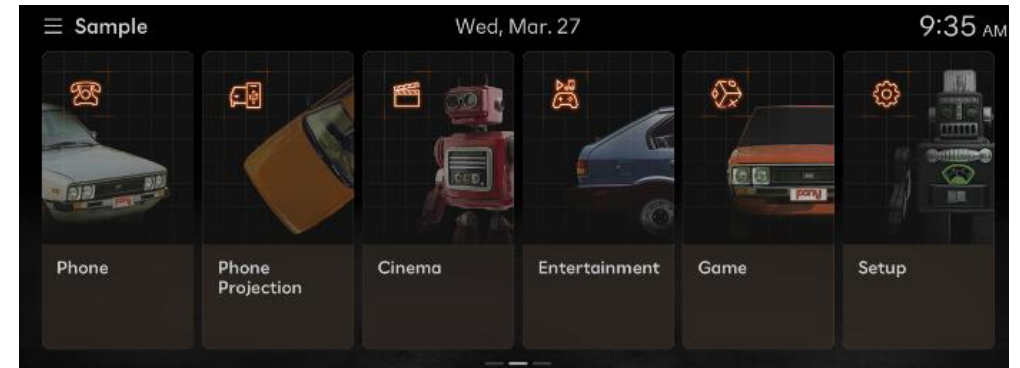 Sample
Wed, Mar. 27
9:35 AM
Phone
Phone
Projection
Cinema
Entertainment
Game
Setup